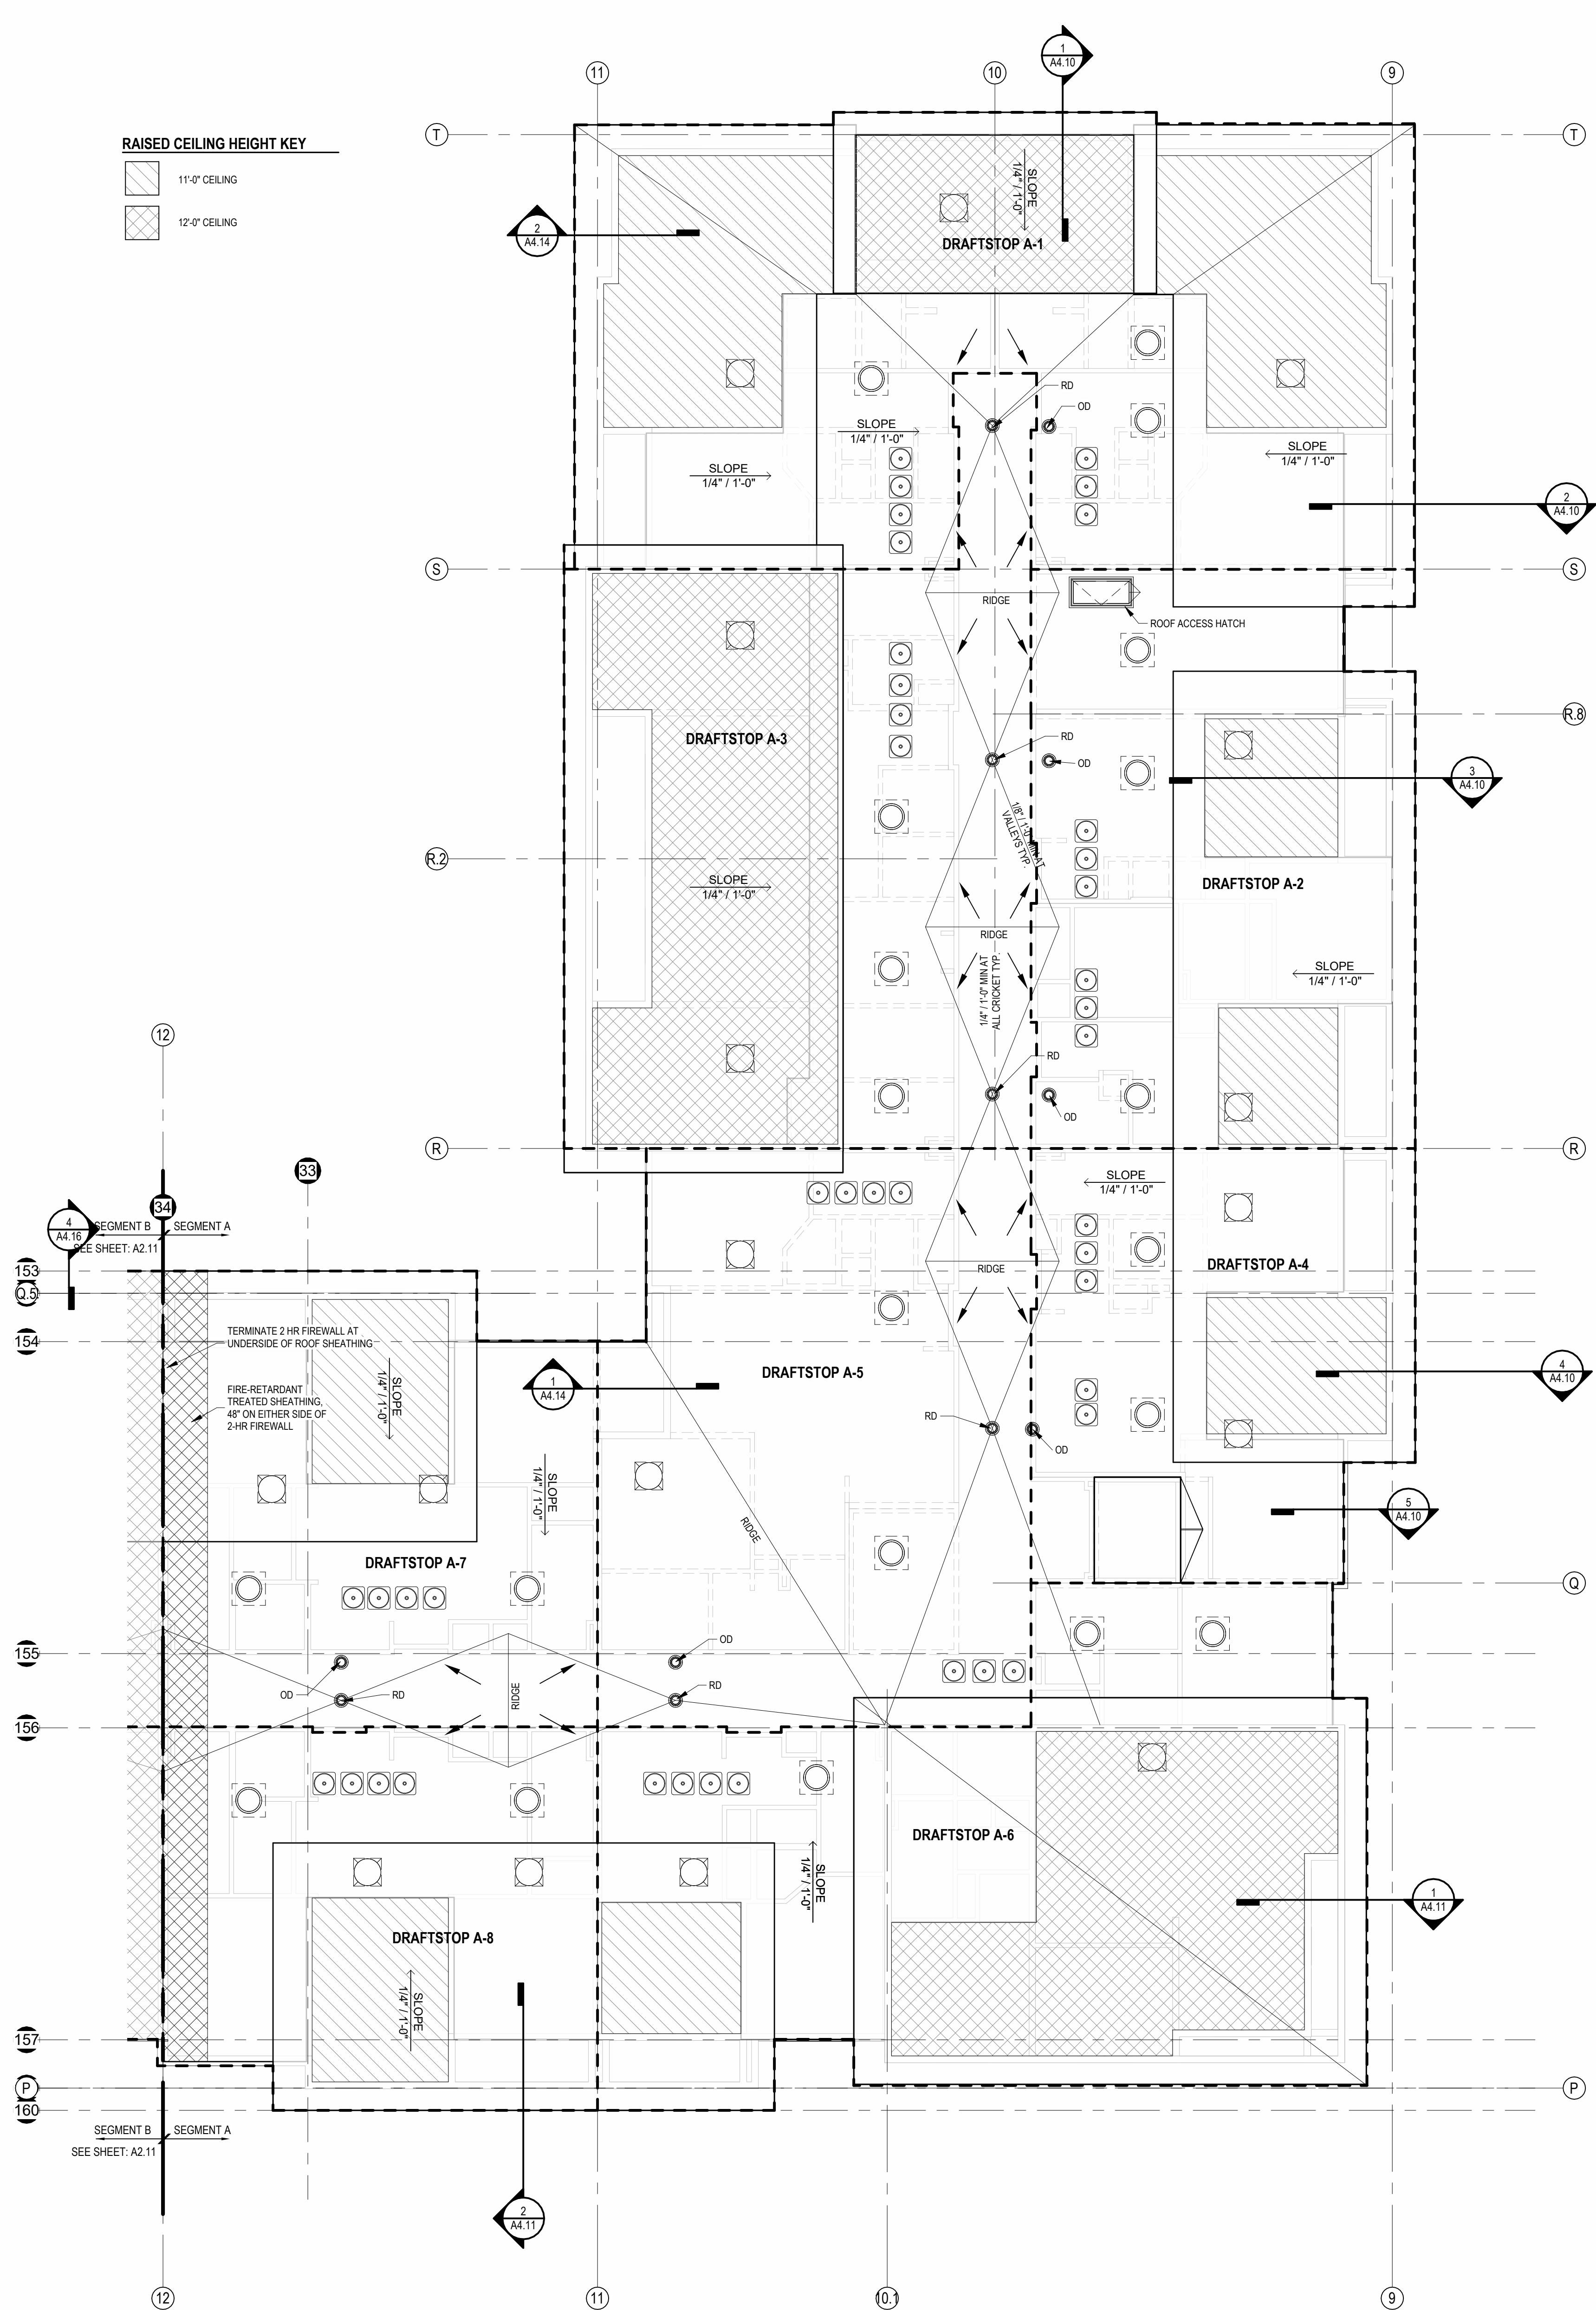 1
A4.10
11
10
9
T
T
RAISED CEILING HEIGHT KEY
11'-0" CEILING
12'-0" CEILING
SLOPE
1/4" / 1'-0"
2
A4.14
DRAFTSTOP A-1
RD
OD
SLOPE
1/4" / 1'-0"
SLOPE
1/4" / 1'-0"
SLOPE
1/4" / 1'-0"
2
A4.10
S
S
RIDGE
ROOF ACCESS HATCH
R.8
DRAFTSTOP A-3
RD
OD
3
A4.10
1/8" / 1'-0" MIN AT
VALLEYS TYP.
R.2
SLOPE
1/4" / 1'-0"
DRAFTSTOP A-2
RIDGE
1/4" / 1'-0" MIN AT
ALL CRICKET TYP.
SLOPE
1/4" / 1'-0"
12
RD
OD
R
R
33
SLOPE
1/4" / 1'-0"
34
4
A4.16
SEGMENT B
SEGMENT A
SEE SHEET: A2.11
153
Q.5
154
RIDGE
DRAFTSTOP A-4
TERMINATE 2 HR FIREWALL AT
UNDERSIDE OF ROOF SHEATHING
FIRE-RETARDANT
TREATED SHEATHING,
48" ON EITHER SIDE OF
2-HR FIREWALL
SLOPE
1/4" / 1'-0"
1
A4.14
DRAFTSTOP A-5
4
A4.10
RD
OD
SLOPE
1/4" / 1'-0"
RIDGE
5
A4.10
DRAFTSTOP A-7
Q
155
OD
OD
RD
RIDGE
RD
156
DRAFTSTOP A-6
SLOPE
1/4" / 1'-0"
1
A4.11
DRAFTSTOP A-8
SLOPE
1/4" / 1'-0"
157
P
P
160
SEGMENT B
SEGMENT A
SEE SHEET: A2.11
2
A4.11
12
11
10.1
9